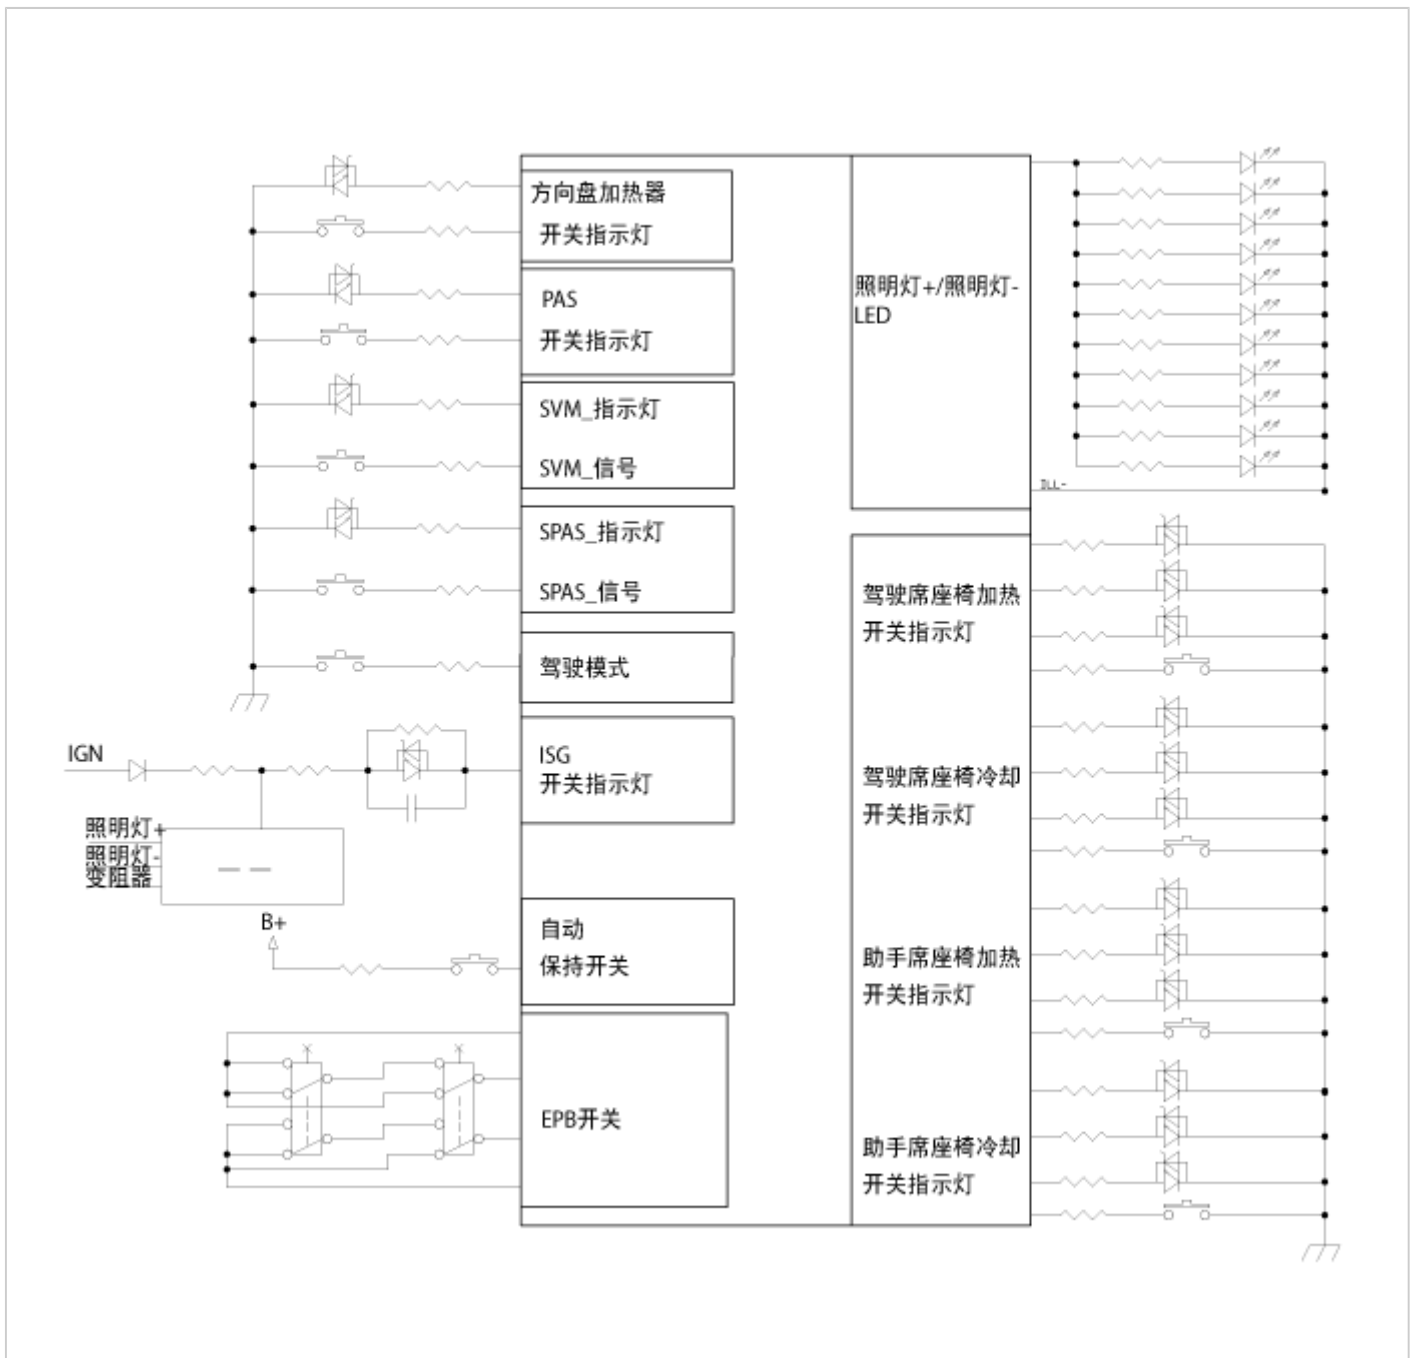 方向盘加热器
开关指示灯
PAS
开关指示灯
SVM_指示灯
SVM_信号
SPAS_指示灯
SPAS_信号
驾驶模式
IGN
ISG
开关指示灯
照明灯+
照明灯-
变阻器
B+
自动
保持开关
EPB开关
照明灯+/照明灯-
LED
ILL-
驾驶席座椅加热
开关指示灯
驾驶席座椅冷却
开关指示灯
助手席座椅加热
开关指示灯
助手席座椅冷却
开关指示灯